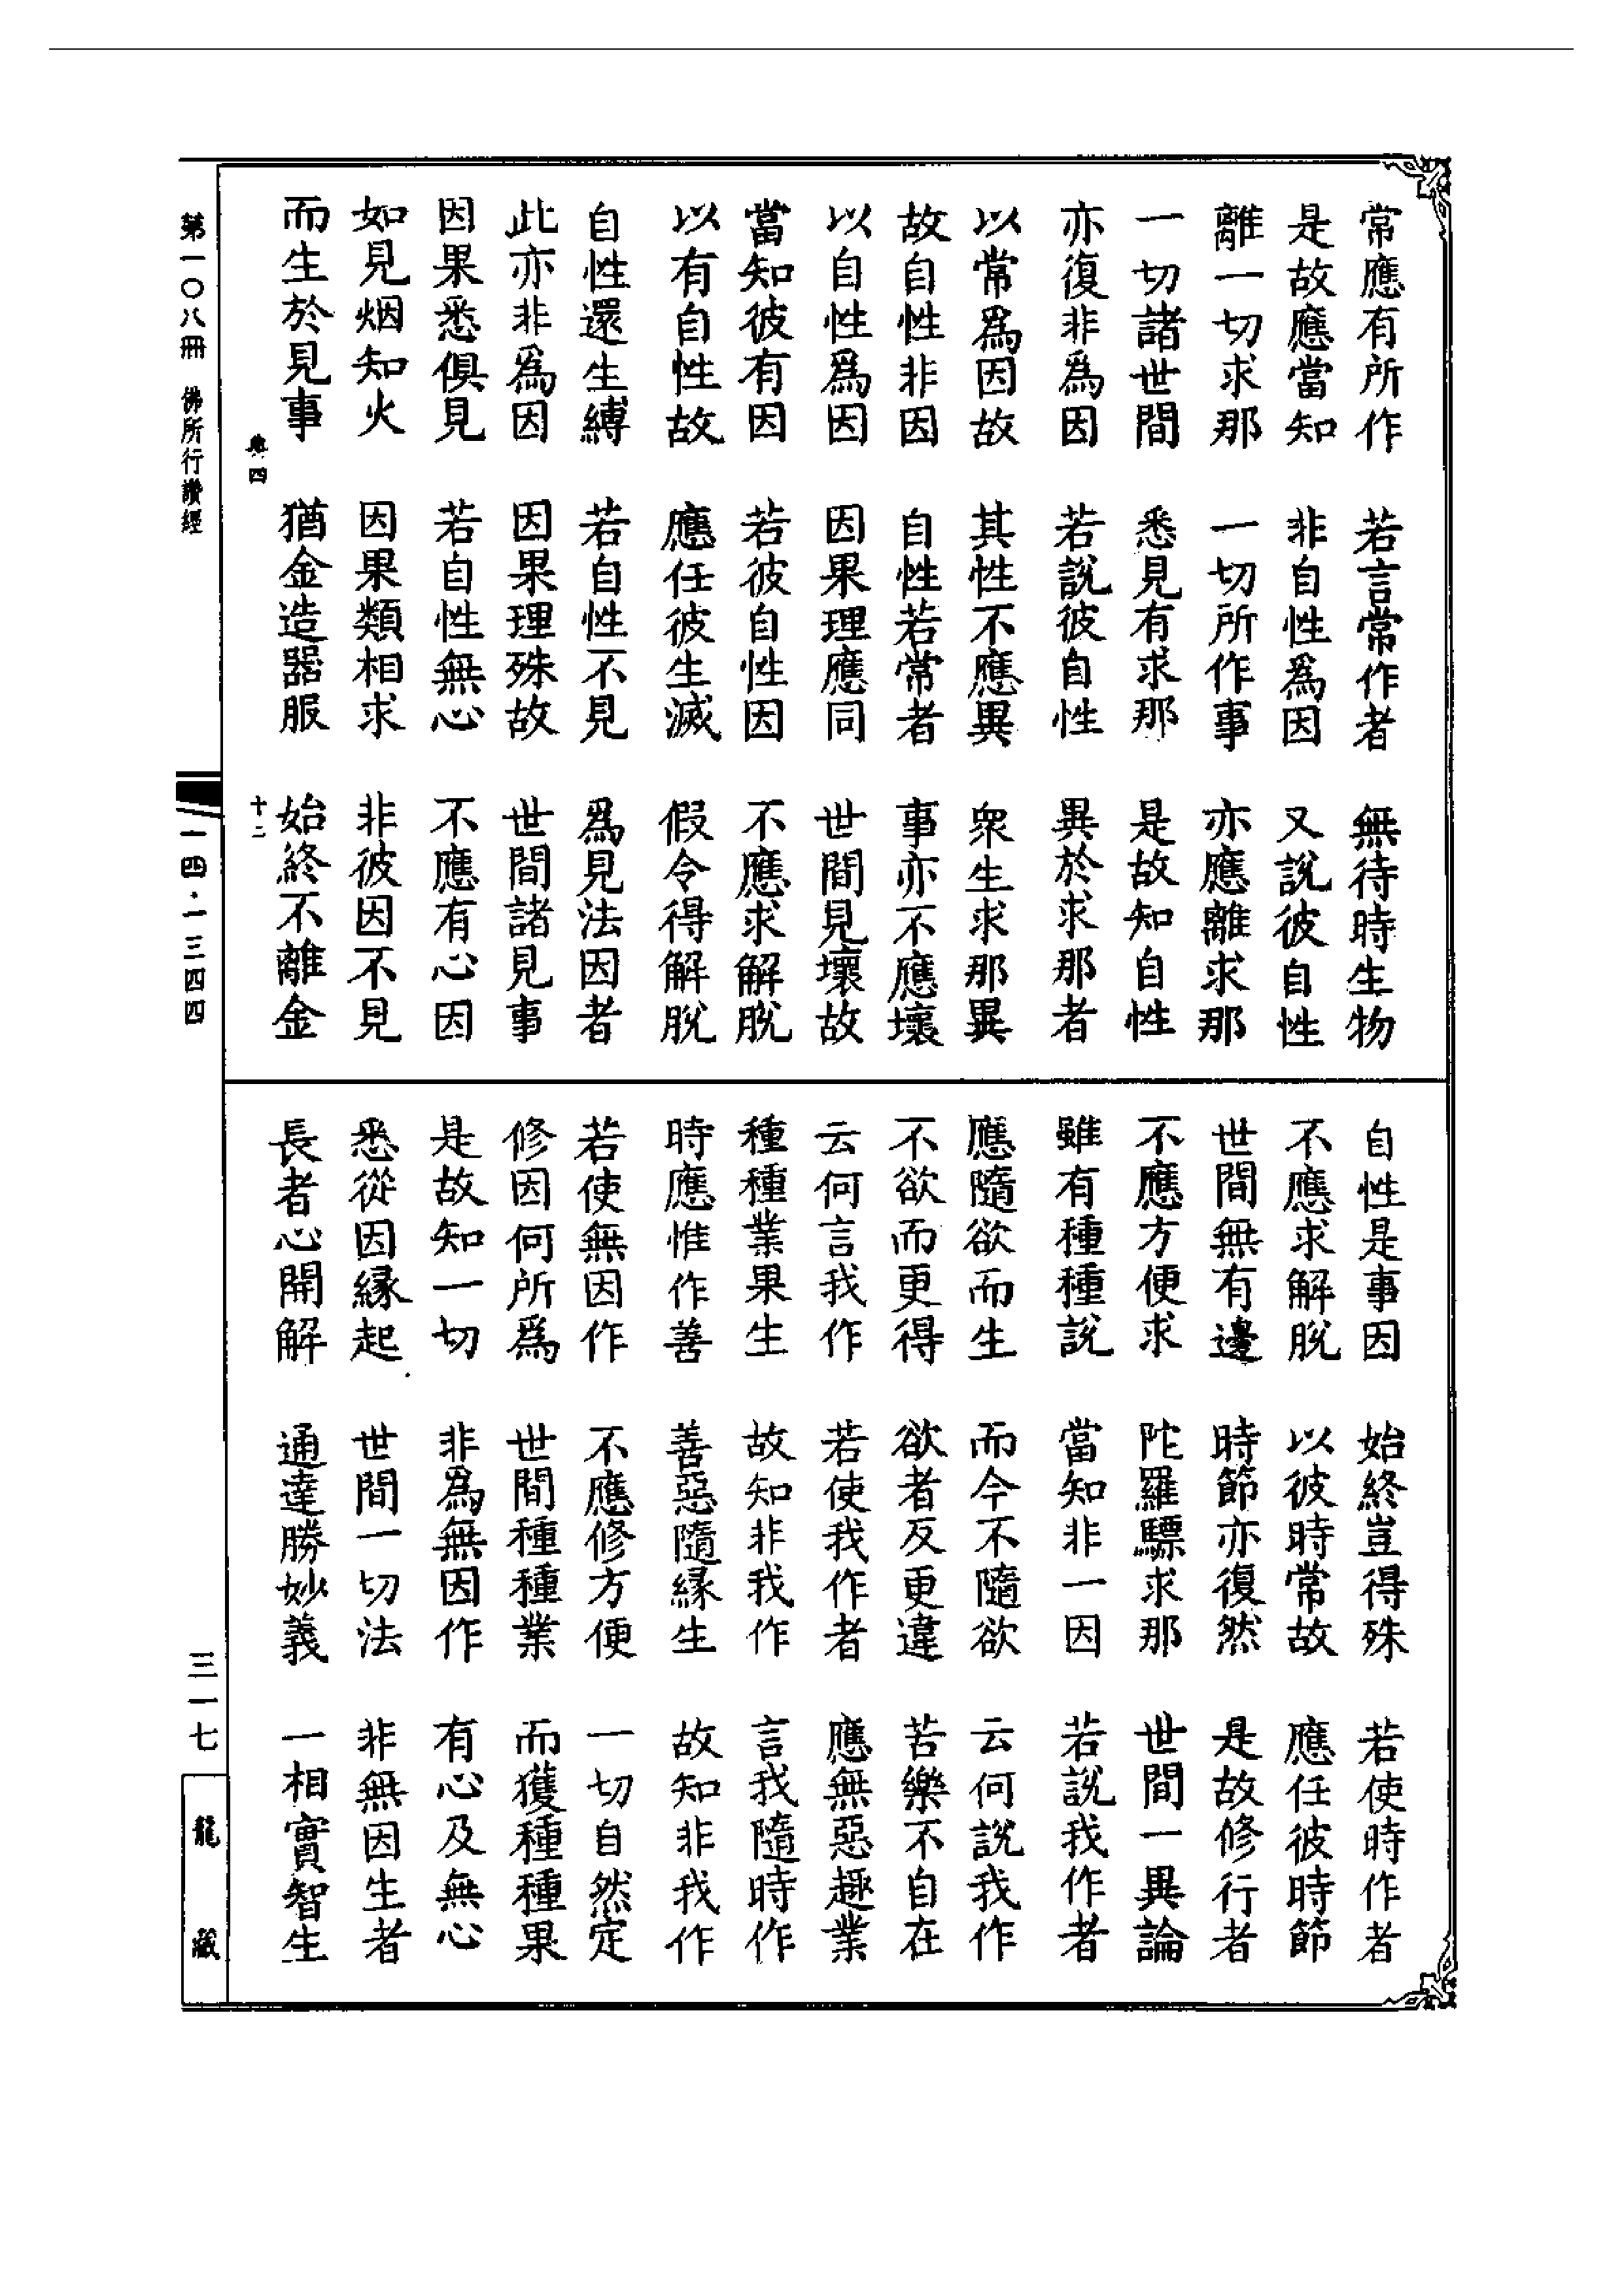 常應有所作　若言常作者　無待時生物
是故應當知　非自性爲因　又說彼自性
離一切求那　一切所作事　亦應離求那
一切諸世間　悉見有求那　是故知自性
亦復非爲因　若說彼自性　異於求那者
以常爲因故　其性不應異　衆生求那異
故自性非因　自性若常者　事亦不應壞
以自性爲因　因果理應同　世間見壞故
當知彼有因　若彼自性因　不應求解脫
以有自性故　應任彼生滅　假令得解脫
自性還生縛　若自性不見　爲見法因者
此亦非爲因　因果理殊故　世間諸見事
因果悉俱見　若自性無心　不應有心因
如見烟知火　因果類相求　非彼因不見
而生於見事　猶金造器服　始終不離金
自性是事因　始終豈得殊　若使時作者
不應求解脫　以彼時常故　應任彼時節
世間無有邊　時節亦復然　是故修行者
不應方便求　陀羅驃求那　世間一異論
雖有種種說　當知非一因　若說我作者
應隨欲而生　而今不隨欲　云何說我作
不欲而更得　欲者反更違　苦樂不自在
云何言我作　若使我作者　應無惡趣業
種種業果生　故知非我作　言我隨時作
時應惟作善　善惡隨緣生　故知非我作
若使無因作　不應修方便　一切自然定
修因何所爲　世間種種業　而獲種種果
是故知一切　非爲無因作　有心及無心
悉從因緣起　世間一切法　非無因生者
長者心開解　通達勝妙義　一相實智生
卷四　十二
第一〇八冊　佛所行讚經　一四·一三四四　三一七　龍藏